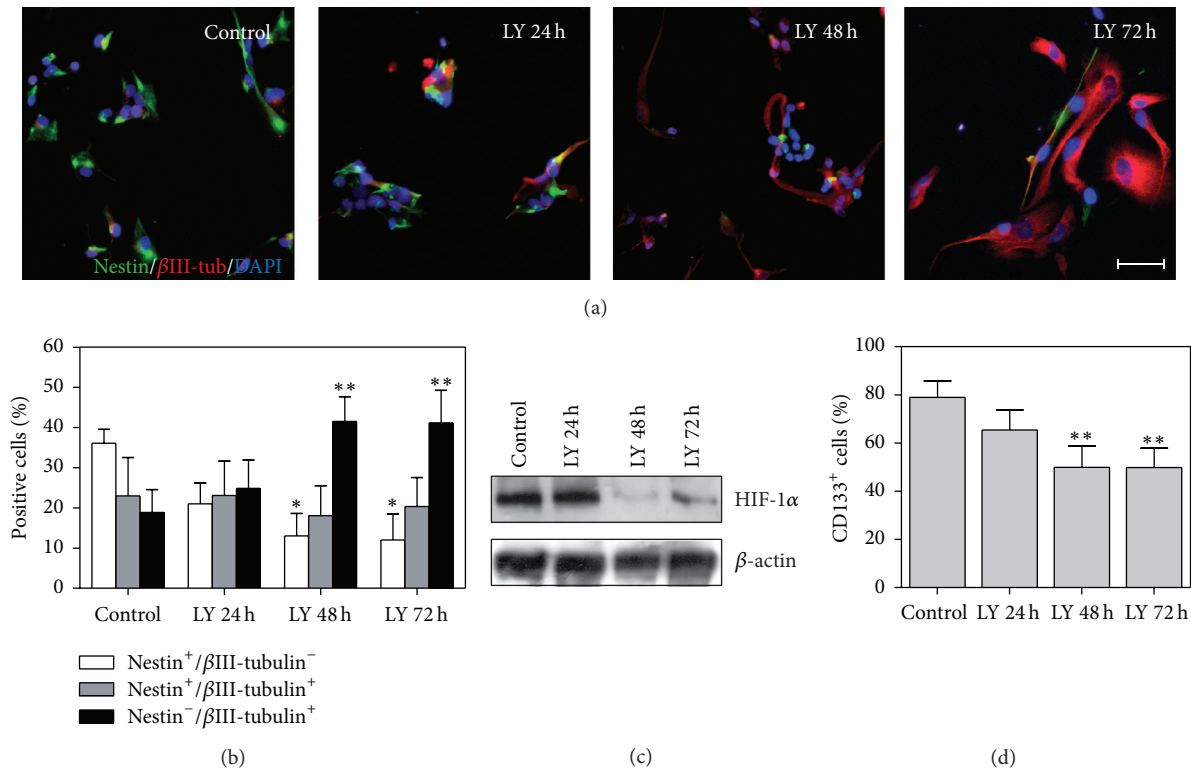 Control
LY 24 h
LY 48 h
LY 72 h
Nestin/βIII-tub/DAPI
(a)
Positive cells (%)
60
50
40
30
20
10
0
* ** * **
Control LY 24 h LY 48 h LY 72 h
Nestin⁺/βIII-tubulin⁻
Nestin⁺/βIII-tubulin⁺
Nestin⁻/βIII-tubulin⁺
(b)
Control
LY 24 h
LY 48 h
LY 72 h
HIF-1α
β-actin
(c)
CD133⁺ cells (%)
100
80
60
40
20
0
** **
Control LY 24 h LY 48 h LY 72 h
(d)